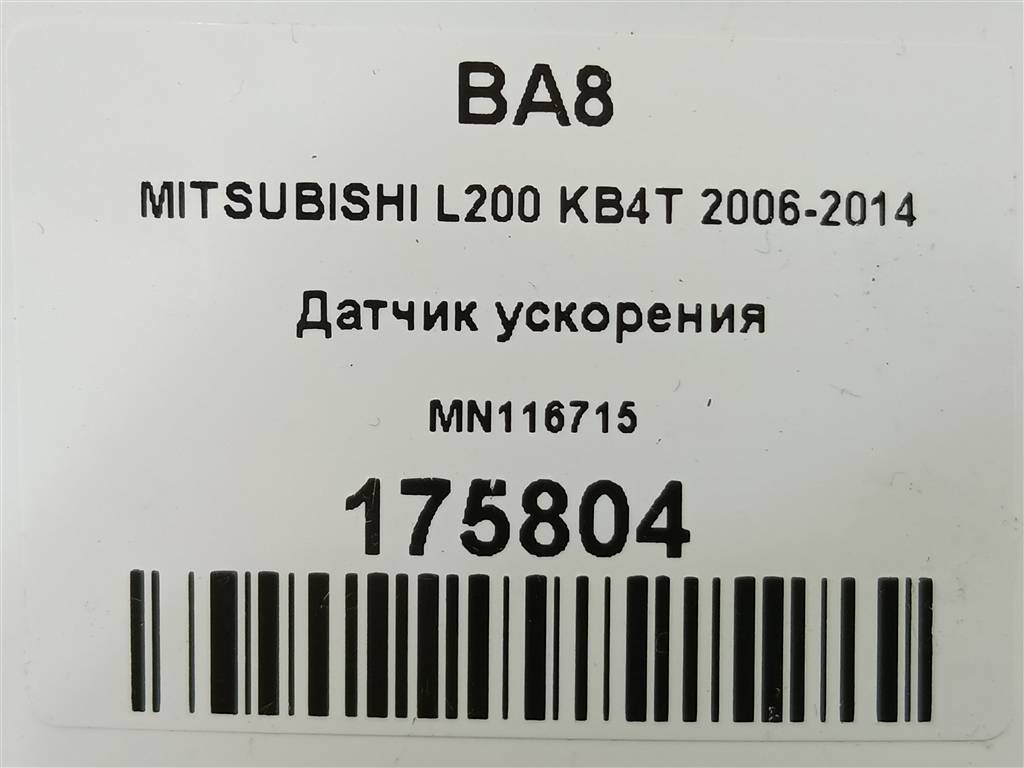 BA8
MITSUBISHI L200 KB4T 2006-2014
Датчик ускорения
MN116715
175804